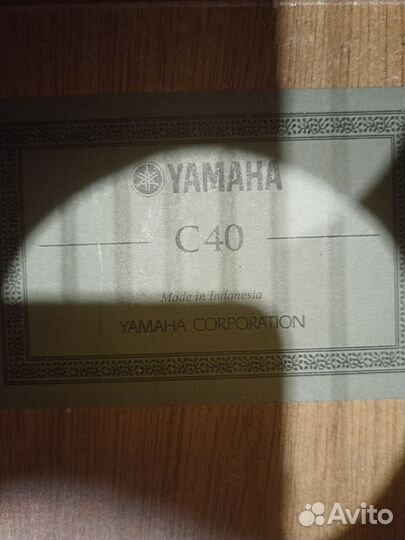 YAMAHA
C40
Made in Indonesia
YAMAHA CORPORATION
Avito